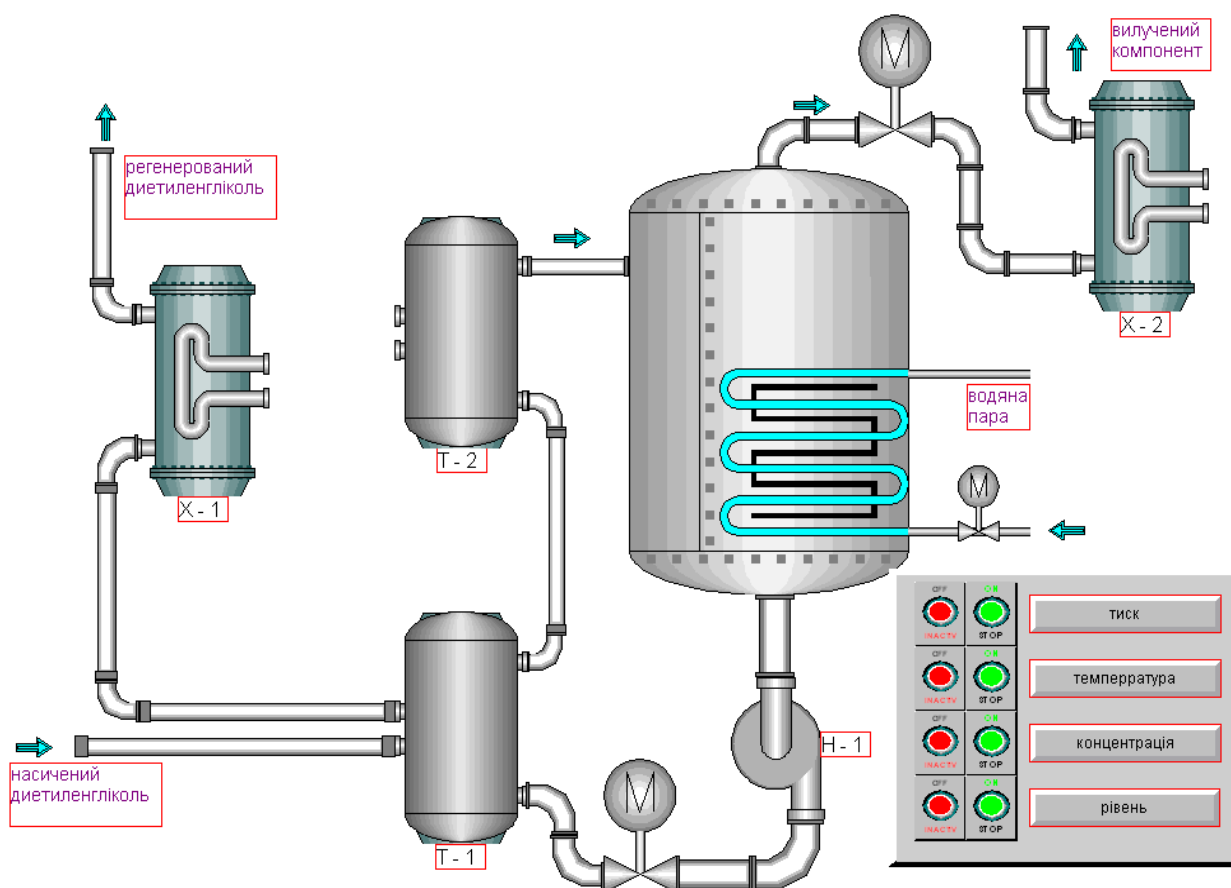 вилучений
компонент
M
регенерований
диетиленгліколь
X - 2
T - 2
водяна
пара
X - 1
M
насичений
диетиленгліколь
M
H - 1
T - 1
OFF ON
INACTV STOP
тиск
OFF ON
INACTV STOP
темперратура
OFF ON
INACTV STOP
концентрація
OFF ON
INACTV STOP
рівень